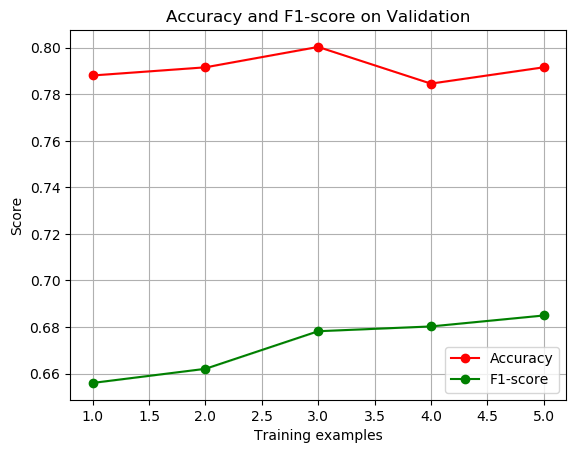 Accuracy and F1-score on Validation
0.80
0.78
0.76
0.74
0.72
0.70
0.68
0.66
Score
Accuracy
F1-score
1.0 1.5 2.0 2.5 3.0 3.5 4.0 4.5 5.0
Training examples